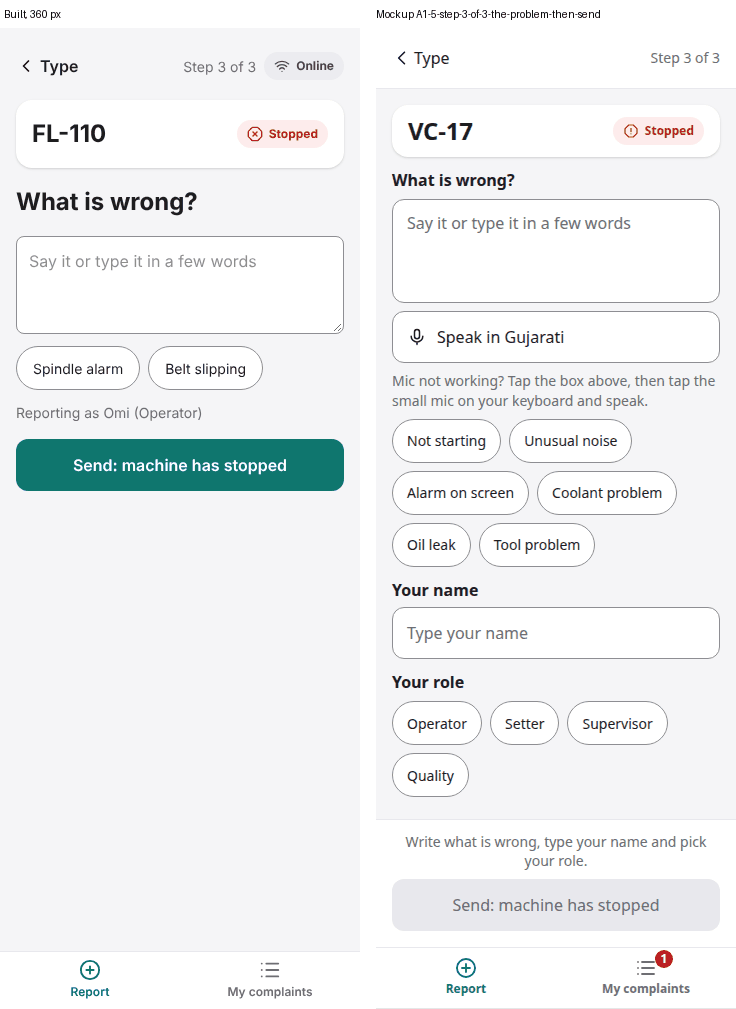 Built, 360 px
Type
Step 3 of 3
Online
FL-110
Stopped
What is wrong?
Say it or type it in a few words
Spindle alarm
Belt slipping
Reporting as Omi (Operator)
Send: machine has stopped
Report
My complaints
Mockup A1-5-step-3-of-3-the-problem-then-send
Type
Step 3 of 3
VC-17
Stopped
What is wrong?
Say it or type it in a few words
Speak in Gujarati
Mic not working? Tap the box above, then tap the
small mic on your keyboard and speak.
Not starting
Unusual noise
Alarm on screen
Coolant problem
Oil leak
Tool problem
Your name
Type your name
Your role
Operator
Setter
Supervisor
Quality
Write what is wrong, type your name and pick
your role.
Send: machine has stopped
Report
1
My complaints